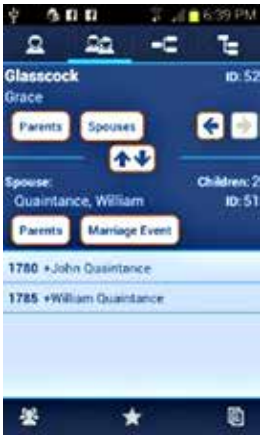 6:39 PM
Glasscock ID: 52
Grace
Parents Spouses
Spouse: Children: 2
Quaintance, William ID: 51
Parents Marriage Event
1780 +John Quaintance
1785 +William Quaintance